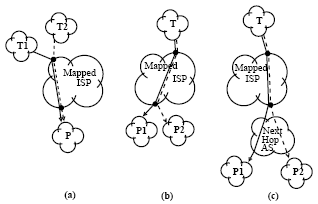 T2
T1
Mapped
ISP
P
(a)
T
Mapped
ISP
P1
P2
(b)
T
Mapped
ISP
Next
Hop
AS
P1
P2
(c)